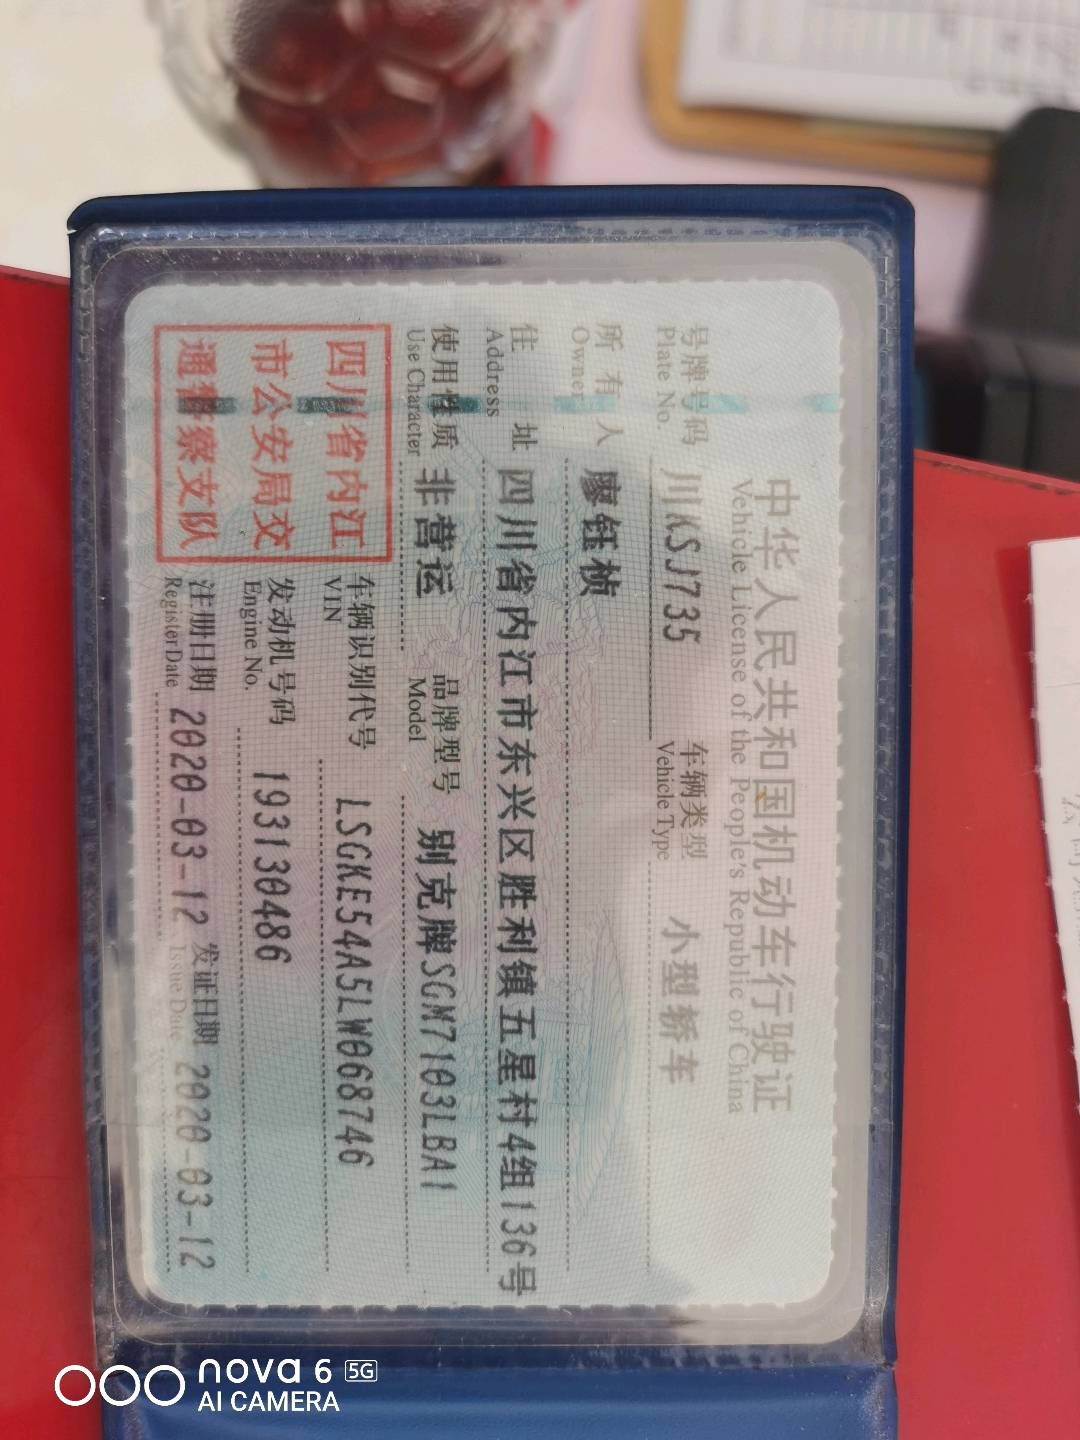 中华人民共和国机动车行驶证
Vehicle License of the People's Republic of China
号牌号码 川KSJ735 车辆类型 小型轿车
Plate No. Vehicle Type
所有人 廖钰桢
Owner
住址 四川省内江市东兴区胜利镇五星村4组136号
Address
使用性质 非营运 品牌型号 别克牌SGM7103LBA1
Use Character Model
车辆识别代号 LSGKE54A5LW068746
VIN
发动机号码 193130486
Engine No.
注册日期 2020-03-12 发证日期 2020-03-12
Register Date Issue Date
四川省内江
市公安局交
通警察支队
nova 6 5G
AI CAMERA